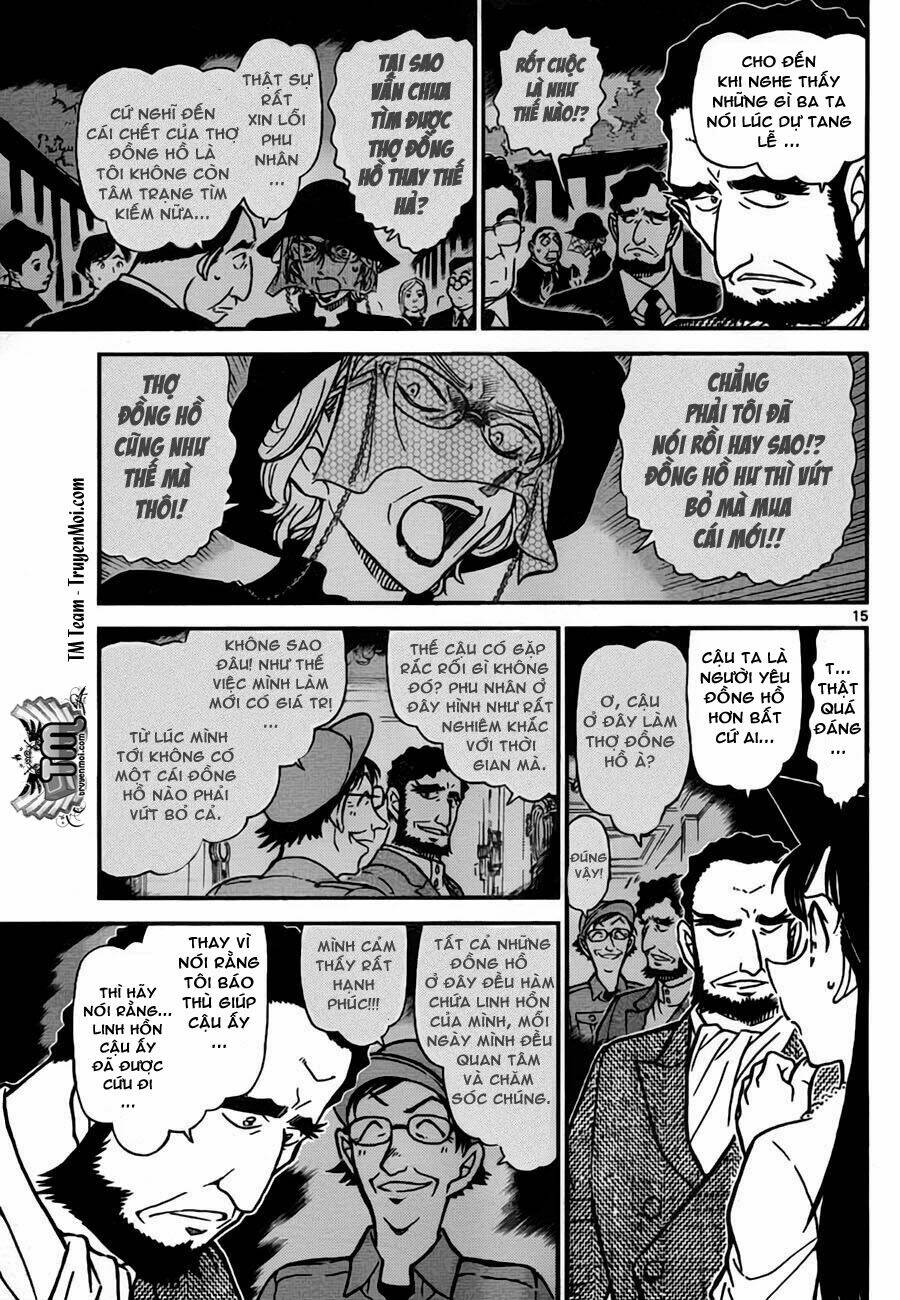 CHO ĐẾN
KHI NGHE THẤY
NHỮNG GÌ BA TA
NÓI LÚC DỰ TANG
LỄ ...
RỐT CUỘC
LÀ NHƯ
THẾ NÀO!?
TẠI SAO
VẪN CHƯA
TÌM ĐƯỢC
THỢ ĐỒNG
HỒ THAY THẾ
HẢ?
THẬT SỰ
RẤT
XIN LỖI
PHU
NHÂN
...
CỨ NGHĨ ĐẾN
CÁI CHẾT CỦA THỢ
ĐỒNG HỒ LÀ
TÔI KHÔNG CÒN
TÂM TRẠNG TÌM
KIẾM NỮA...
CHẲNG
PHẢI TÔI ĐÃ
NÓI RỒI HAY SAO!?
ĐỒNG HỒ HƯ THÌ VỨT
BỎ MÀ MUA
CÁI MỚI!!
THỢ
ĐỒNG HỒ
CŨNG NHƯ
THẾ MÀ
THÔI!
15
T...
THẬT
QUÁ
ĐÁNG
...
CẬU TA LÀ
NGƯỜI YÊU
ĐỒNG HỒ
HƠN BẤT
CỨ AI...
Ơ, CẬU
Ở ĐÂY LÀM
THỢ ĐỒNG
HỒ À?
ĐÚNG
VẬY!
THẾ CẬU CÓ GẶP
RẮC RỐI GÌ KHÔNG
ĐÓ? PHU NHÂN Ở
ĐÂY HÌNH NHƯ RẤT
NGHIÊM KHẮC
VỚI THỜI
GIAN MÀ.
KHÔNG SAO
ĐÂU! NHƯ THẾ
VIỆC MÌNH LÀM
MỚI CÓ GIÁ TRỊ
...
TỪ LÚC MÌNH
TỚI KHÔNG CÓ
MỘT CÁI ĐỒNG
HỒ NÀO PHẢI
VỨT BỎ CẢ.
TẤT CẢ NHỮNG
ĐỒNG HỒ
Ở ĐÂY ĐỀU HÀM
CHỨA LINH HỒN
CỦA MÌNH, MỖI
NGÀY MÌNH ĐỀU
QUAN TÂM
VÀ CHĂM
SÓC CHÚNG.
MÌNH CẢM
THẤY RẤT
HẠNH
PHÚC!!!
THAY VÌ
NÓI RẰNG
TÔI BÁO
THÙ GIÚP
CẬU ẤY
...
THÌ HÃY
NÓI RẰNG...
LINH HỒN
CẬU ẤY
ĐÃ ĐƯỢC
CỨU ĐI
...
TM Team - TruyenMoi.com
TM
truyenmoi.com